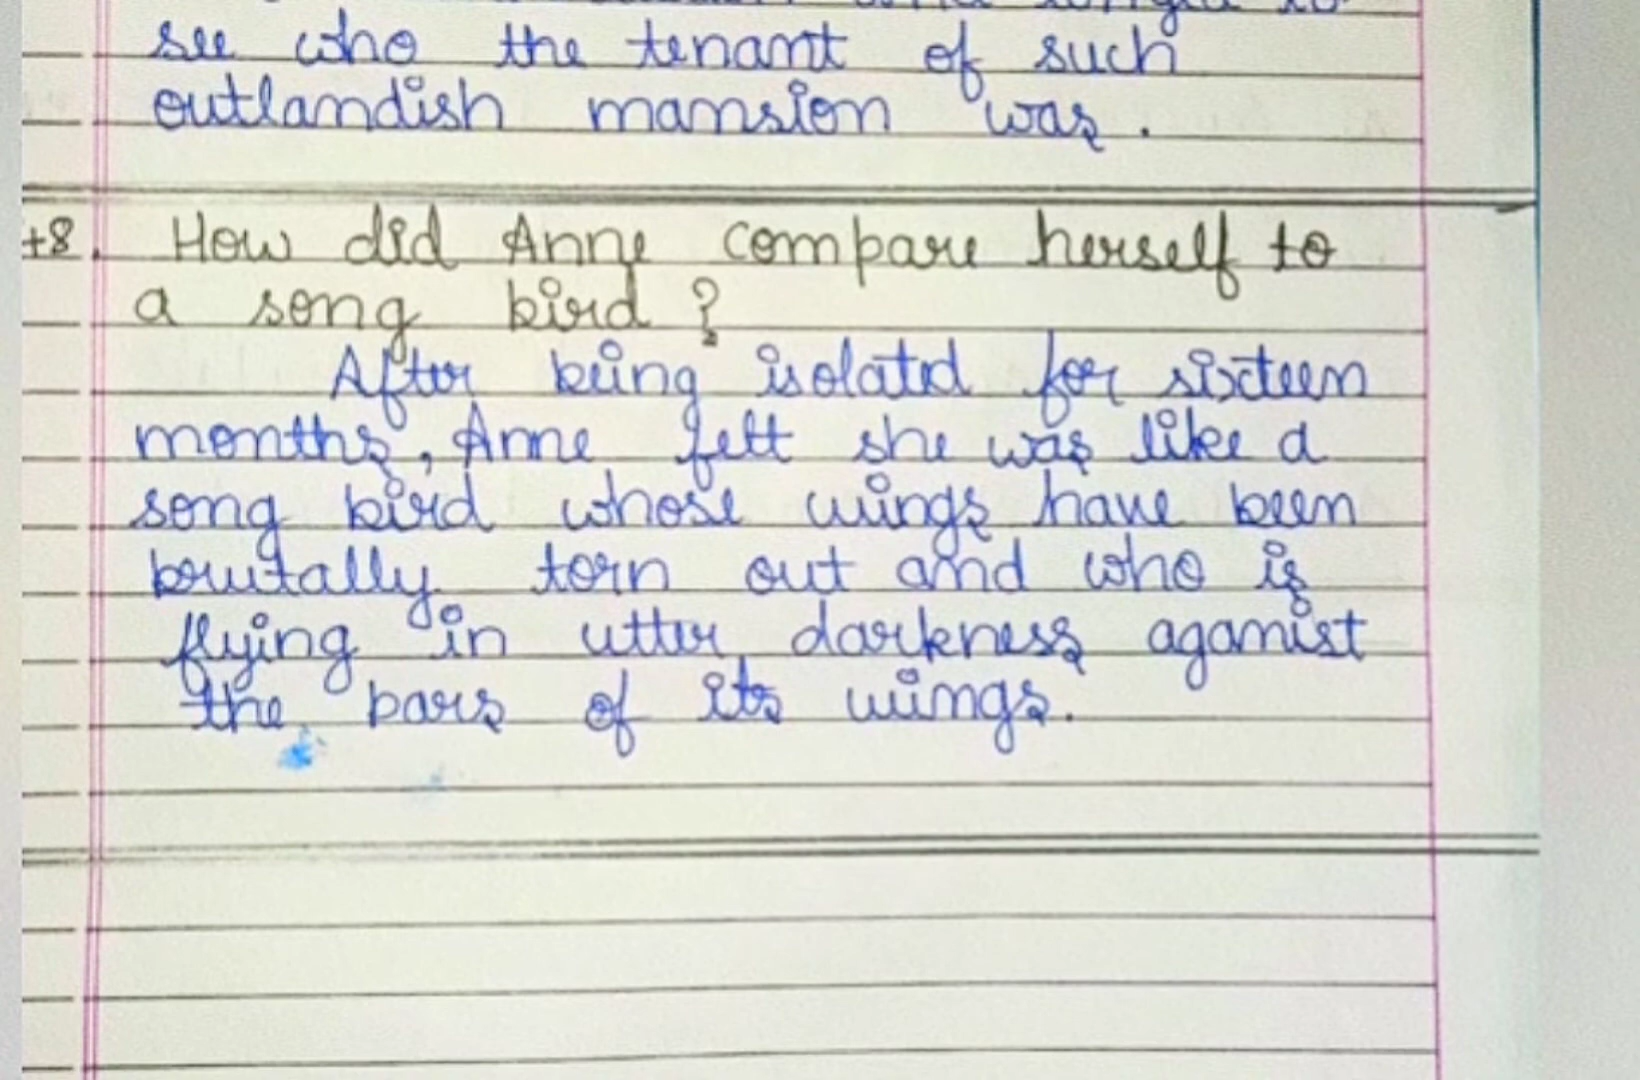 see who the tenant of such
outlandish mansion was.
+8. How did Anne compare herself to
a song bird ?
After being isolated for sixteen
months, Anne felt she was like a
song bird whose wings have been
brutally torn out and who is
flying in utter darkness aganist
the bars of its wings.